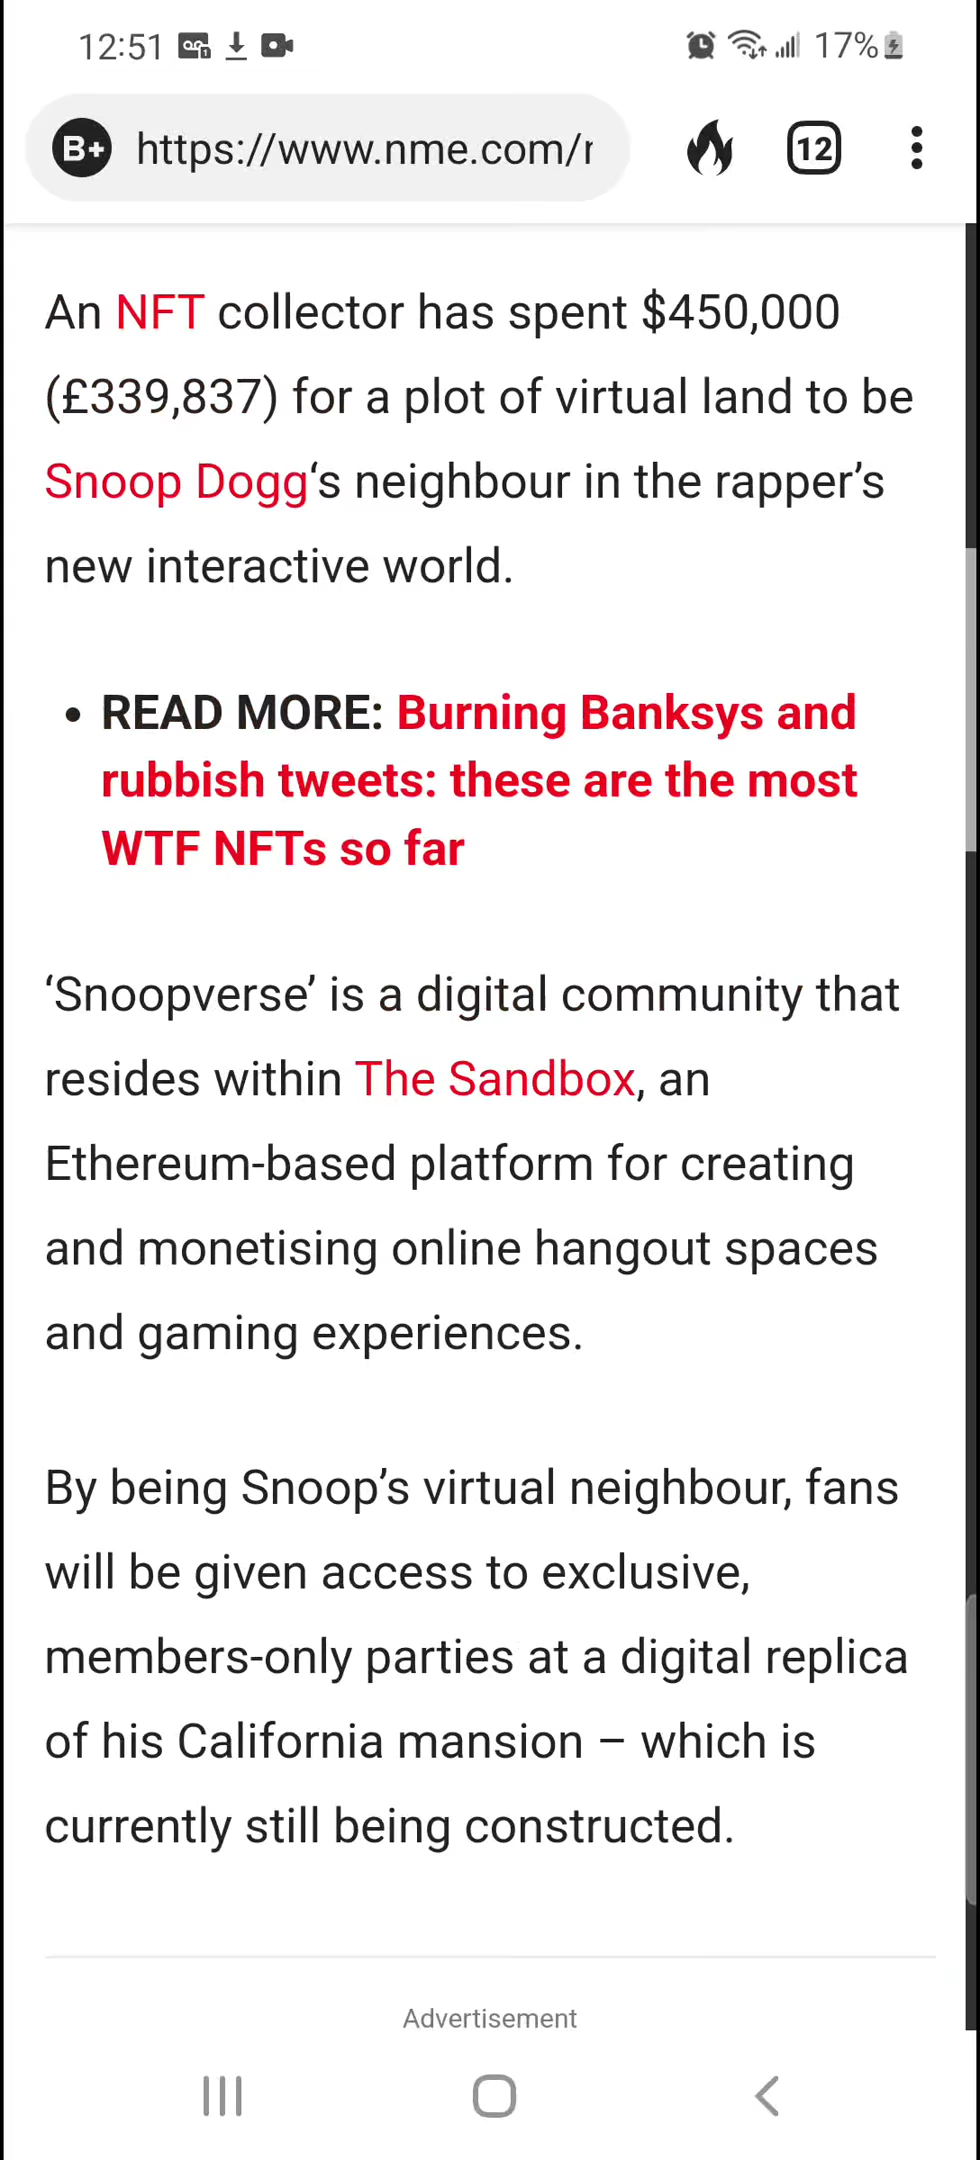 12:51
17%
B+ https://www.nme.com/r
12
An NFT collector has spent $450,000
(£339,837) for a plot of virtual land to be
Snoop Dogg‘s neighbour in the rapper’s
new interactive world.
• READ MORE: Burning Banksys and
rubbish tweets: these are the most
WTF NFTs so far
‘Snoopverse’ is a digital community that
resides within The Sandbox, an
Ethereum-based platform for creating
and monetising online hangout spaces
and gaming experiences.
By being Snoop’s virtual neighbour, fans
will be given access to exclusive,
members-only parties at a digital replica
of his California mansion – which is
currently still being constructed.
Advertisement